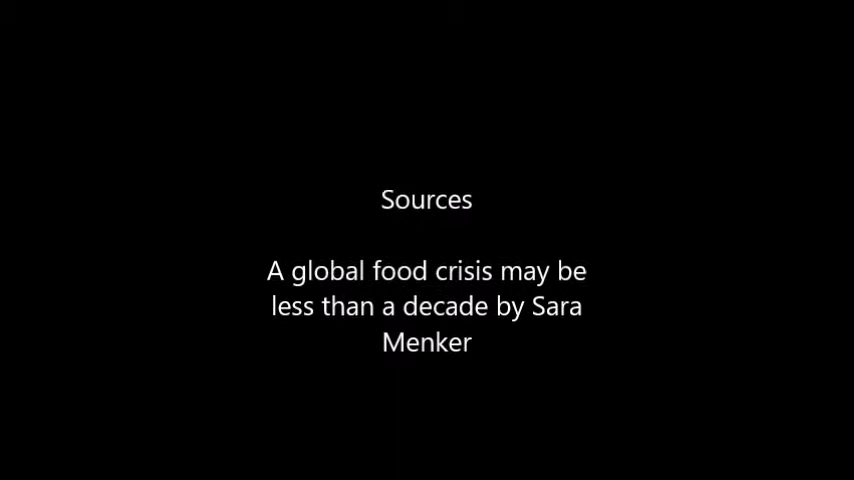 Sources
A global food crisis may be
less than a decade by Sara
Menker